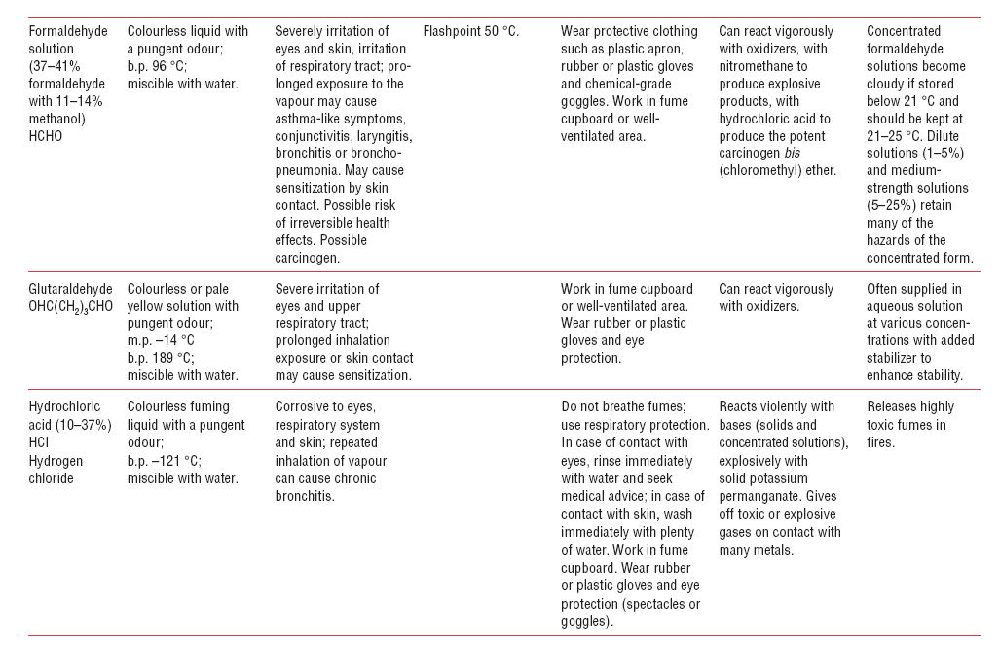 Formaldehyde
solution
(37–41%
formaldehyde
with 11–14%
methanol)
HCHO
Colourless liquid with
a pungent odour;
b.p. 96 °C;
miscible with water.
Severely irritation of
eyes and skin, irritation
of respiratory tract; pro-
longed exposure to the
vapour may cause
asthma-like symptoms,
conjunctivitis, laryngitis,
bronchitis or broncho-
pneumonia. May cause
sensitization by skin
contact. Possible risk
of irreversible health
effects. Possible
carcinogen.
Flashpoint 50 °C.
Wear protective clothing
such as plastic apron,
rubber or plastic gloves
and chemical-grade
goggles. Work in fume
cupboard or well-
ventilated area.
Can react vigorously
with oxidizers, with
nitromethane to
produce explosive
products, with
hydrochloric acid to
produce the potent
carcinogen bis
(chloromethyl) ether.
Concentrated
formaldehyde
solutions become
cloudy if stored
below 21 °C and
should be kept at
21–25 °C. Dilute
solutions (1–5%)
and medium-
strength solutions
(5–25%) retain
many of the
hazards of the
concentrated form.
Glutaraldehyde
OHC(CH₂)₃CHO
Colourless or pale
yellow solution with
pungent odour;
m.p. –14 °C
b.p. 189 °C;
miscible with water.
Severe irritation of
eyes and upper
respiratory tract;
prolonged inhalation
exposure or skin contact
may cause sensitization.
Work in fume cupboard
or well-ventilated area.
Wear rubber or plastic
gloves and eye
protection.
Can react vigorously
with oxidizers.
Often supplied in
aqueous solution
at various concen-
trations with added
stabilizer to
enhance stability.
Hydrochloric
acid (10–37%)
HCl
Hydrogen
chloride
Colourless fuming
liquid with a pungent
odour;
b.p. –121 °C;
miscible with water.
Corrosive to eyes,
respiratory system
and skin; repeated
inhalation of vapour
can cause chronic
bronchitis.
Do not breathe fumes;
use respiratory protection.
In case of contact with
eyes, rinse immediately
with water and seek
medical advice; in case of
contact with skin, wash
immediately with plenty
of water. Work in fume
cupboard. Wear rubber
or plastic gloves and eye
protection (spectacles or
goggles).
Reacts violently with
bases (solids and
concentrated solutions),
explosively with
solid potassium
permanganate. Gives
off toxic or explosive
gases on contact with
many metals.
Releases highly
toxic fumes in
fires.